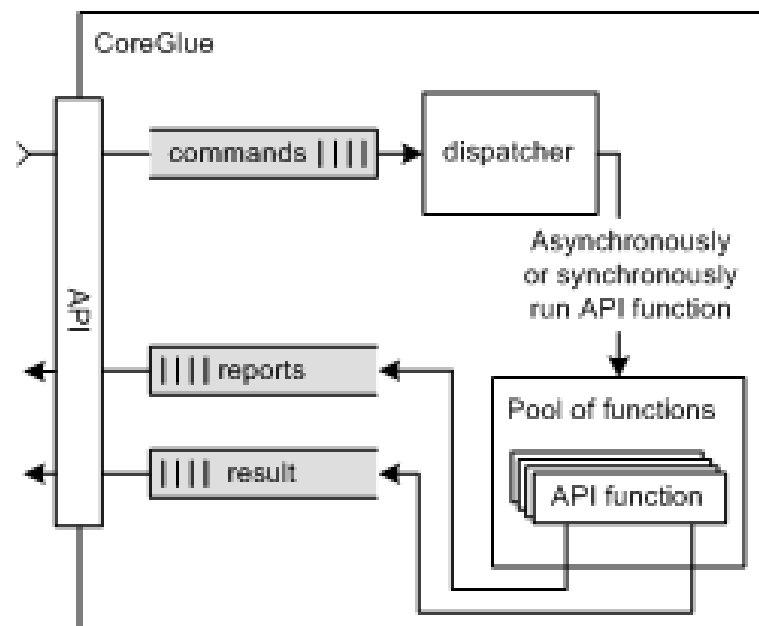 CoreGlue
commands
dispatcher
Asynchronously
or synchronously
run API function
API
reports
Pool of functions
result
API function